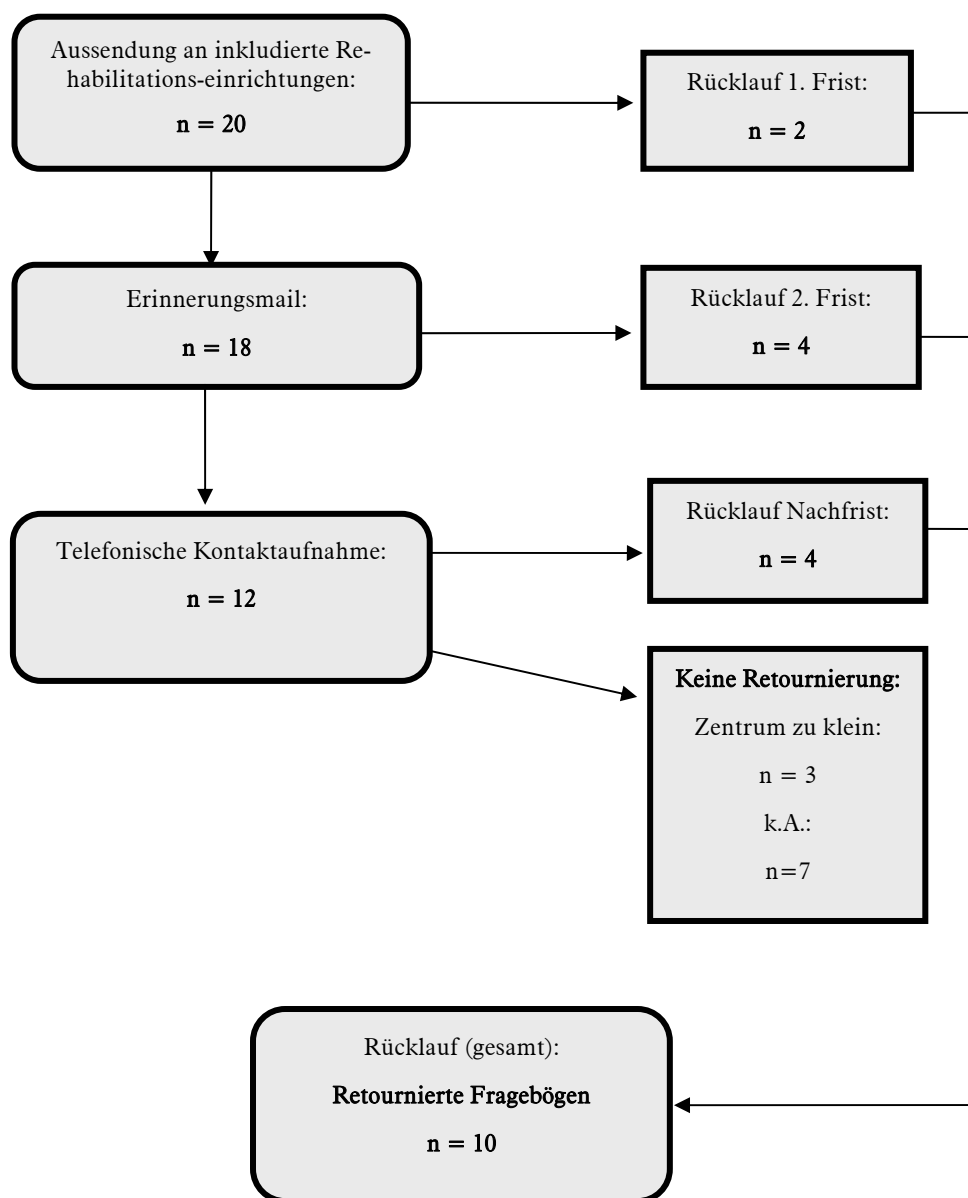 Aussendung an inkludierte Re-
habilitations-einrichtungen:
n = 20
Rücklauf 1. Frist:
n = 2
Erinnerungsmail:
n = 18
Rücklauf 2. Frist:
n = 4
Telefonische Kontaktaufnahme:
n = 12
Rücklauf Nachfrist:
n = 4
Keine Retournierung:
Zentrum zu klein:
n = 3
k.A.:
n=7
Rücklauf (gesamt):
Retournierte Fragebögen
n = 10